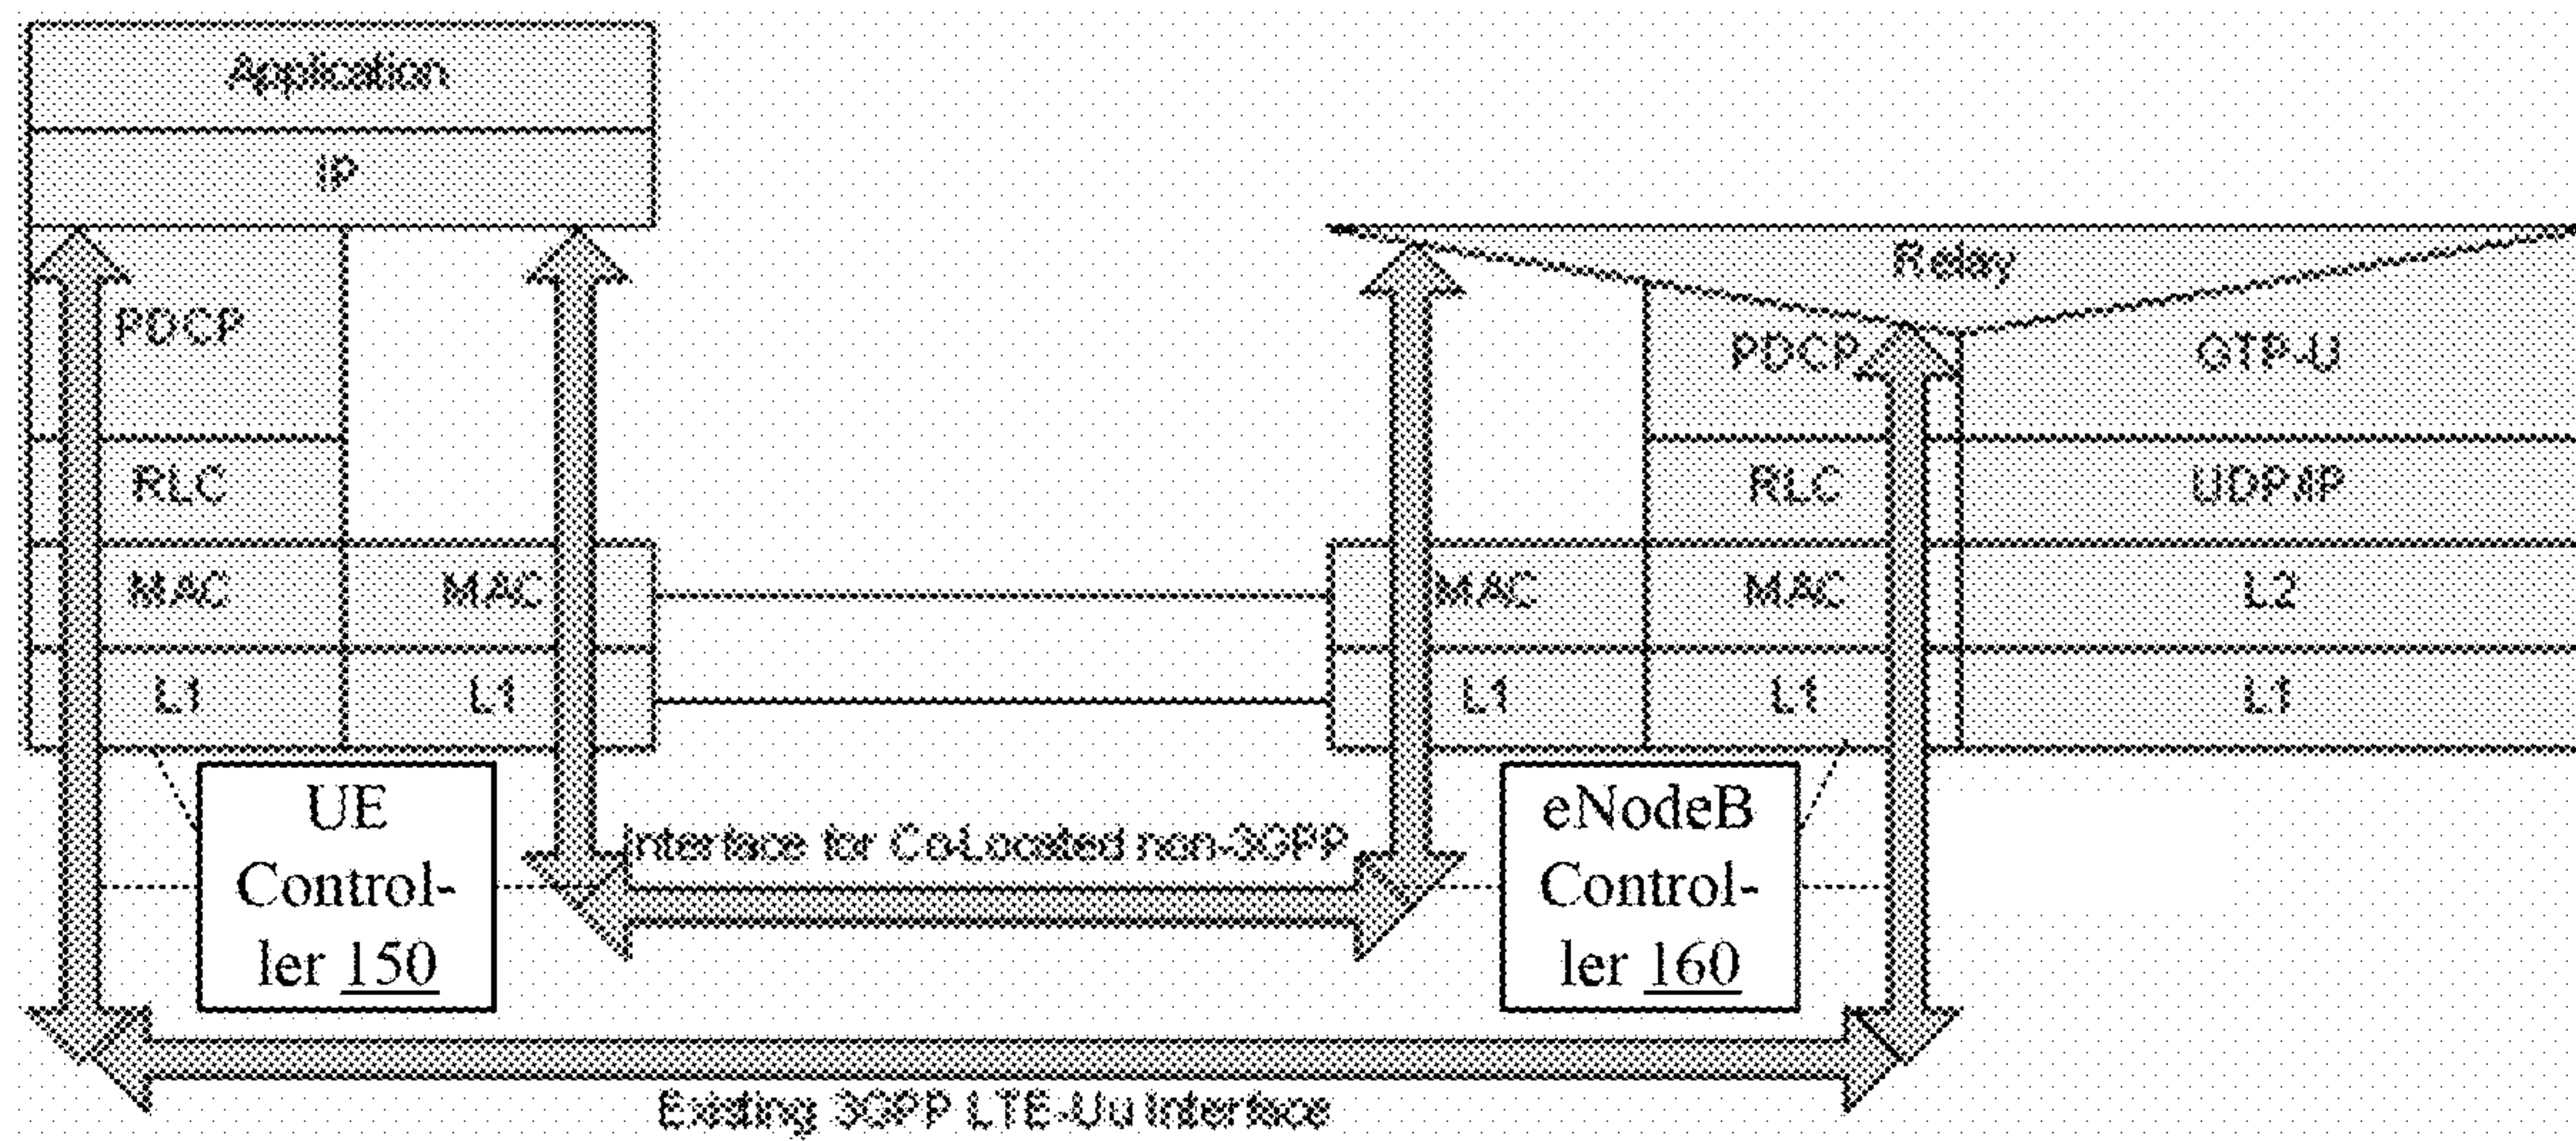 Application
IP
Relay
PDCP
PDCP
GTP-U
RLC
RLC
UDP/IP
MAC
MAC
MAC
MAC
L2
L1
L1
L1
L1
L1
UE
Control-
ler 150
Interface for Co-Located non-3GPP
eNodeB
Control-
ler 160
Existing 3GPP LTE-Uu Interface